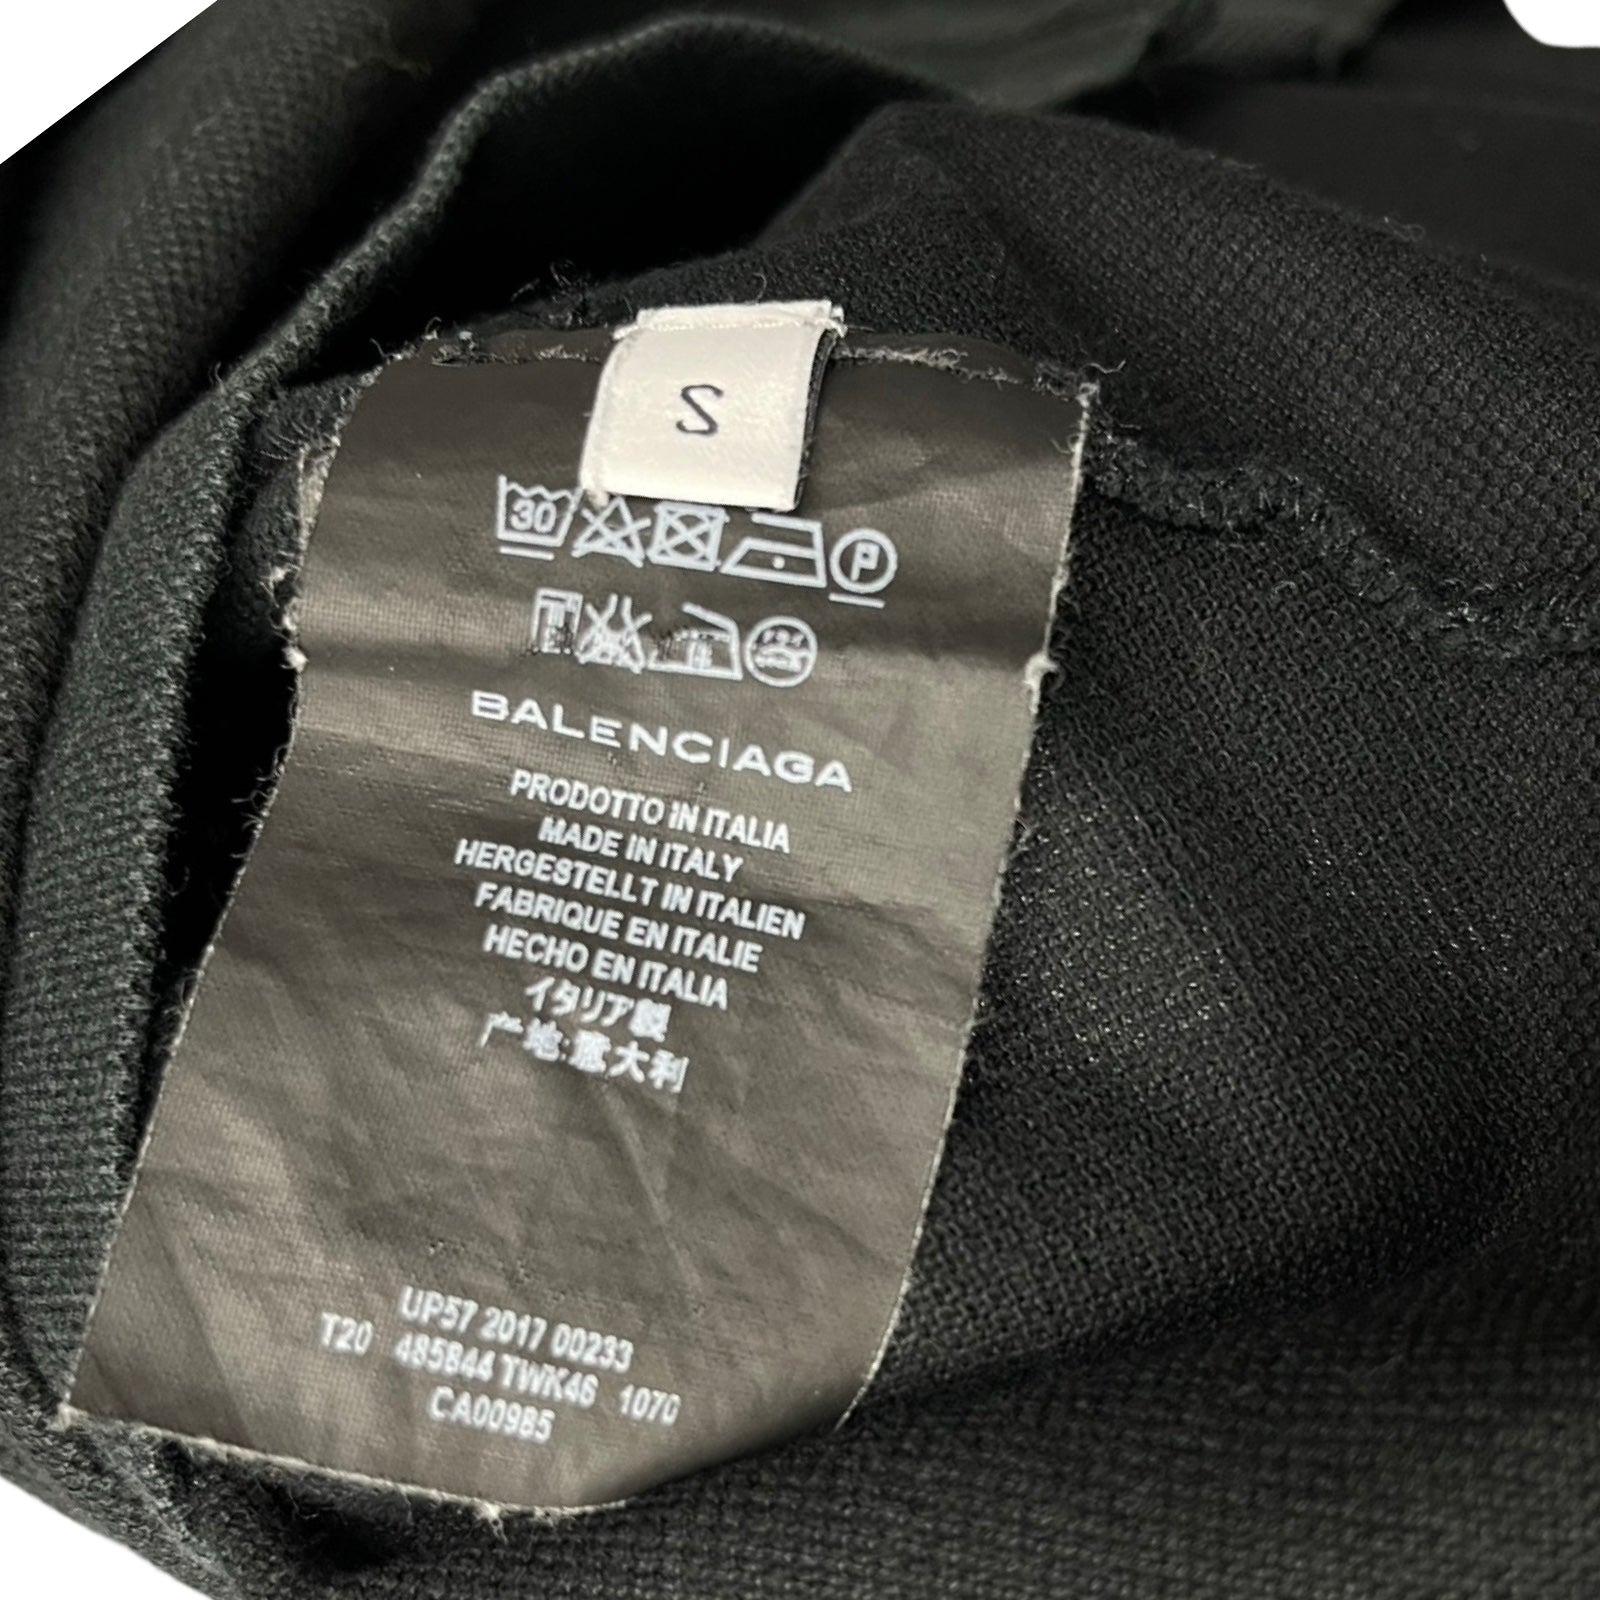 S
30 P
BALENCIAGA
PRODOTTO IN ITALIA
MADE IN ITALY
HERGESTELLT IN ITALIEN
FABRIQUE EN ITALIE
HECHO EN ITALIA
イタリア製
产地:意大利
UP57 2017 00233
T20 485844 TWK46 1070
CA00985